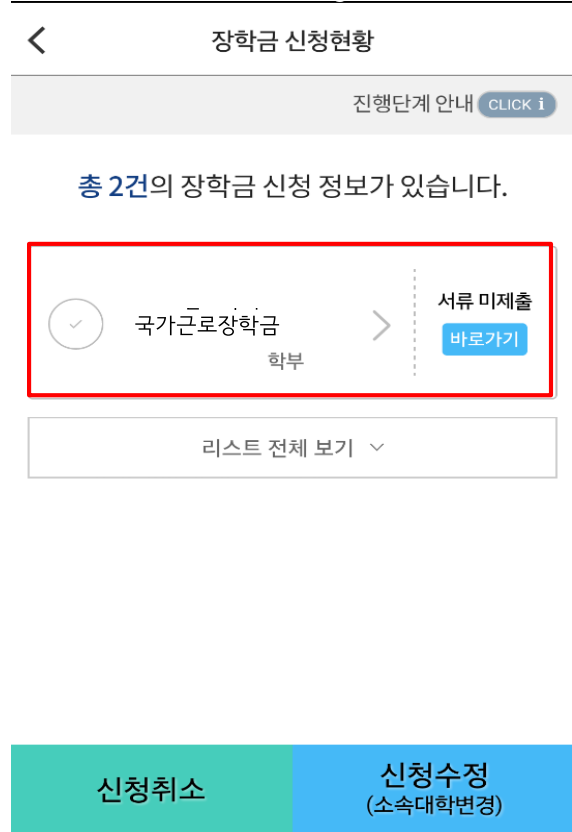 장학금 신청현황
진행단계 안내 CLICK i
총 2건의 장학금 신청 정보가 있습니다.
국가근로장학금
학부
서류 미제출
바로가기
리스트 전체 보기
신청취소
신청수정
(소속대학변경)